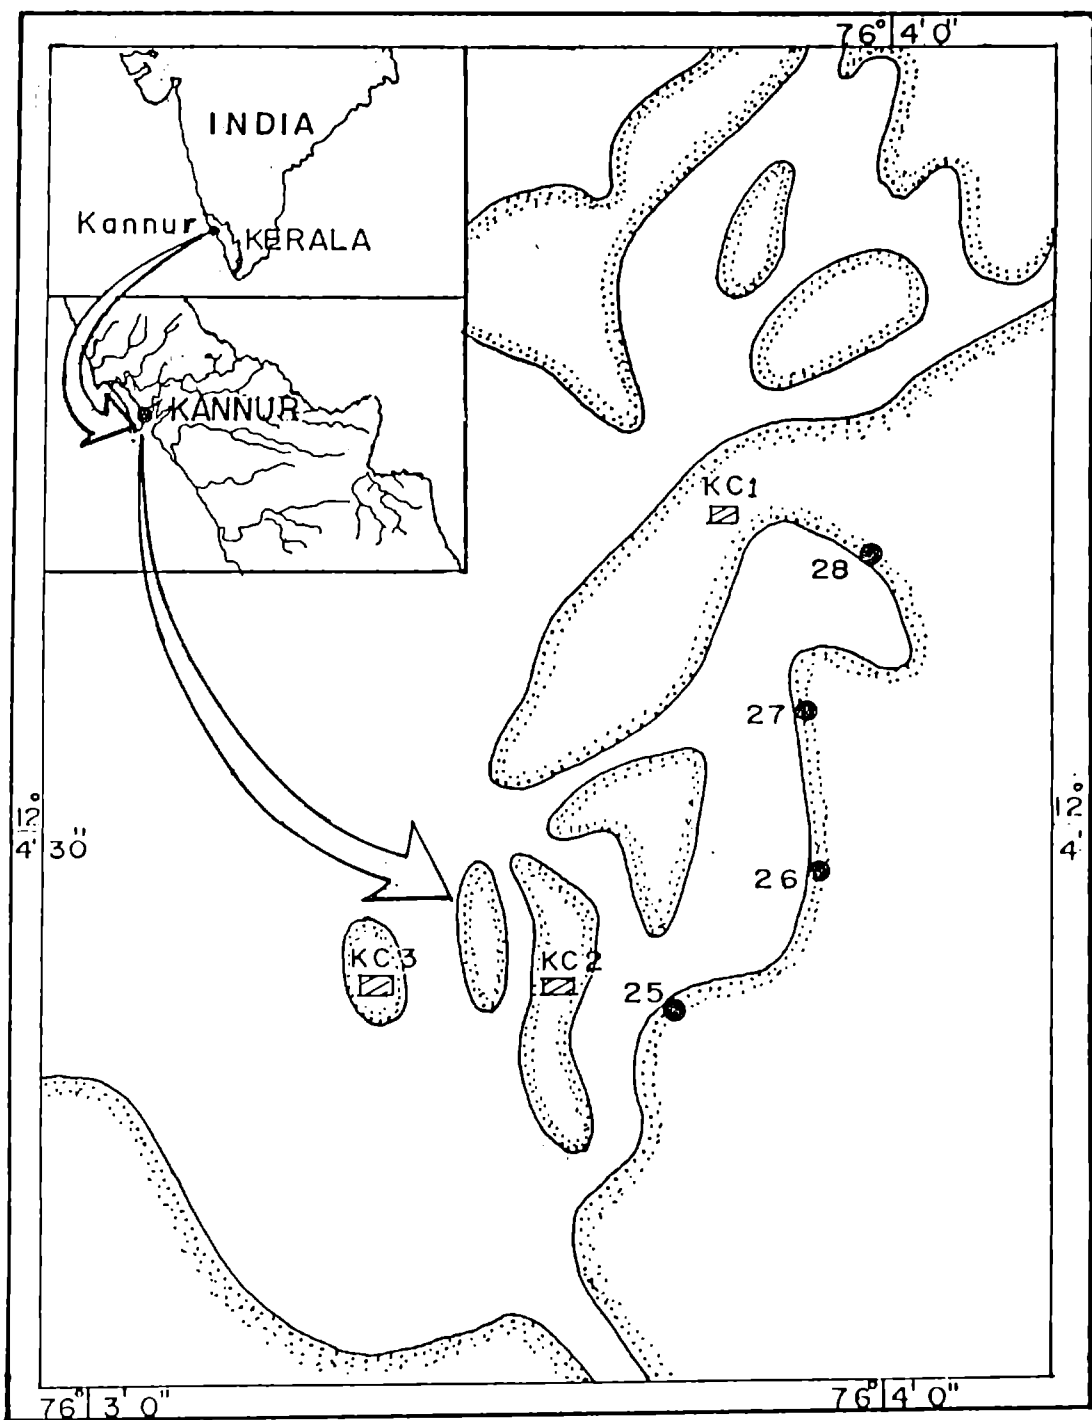 76° 4' 0"
INDIA
Kannur
KERALA
KANNUR
KC1
28
27
12°
4' 30"
12°
4'
26
KC3
KC2
25
76° 3' 0"
76° 4' 0"